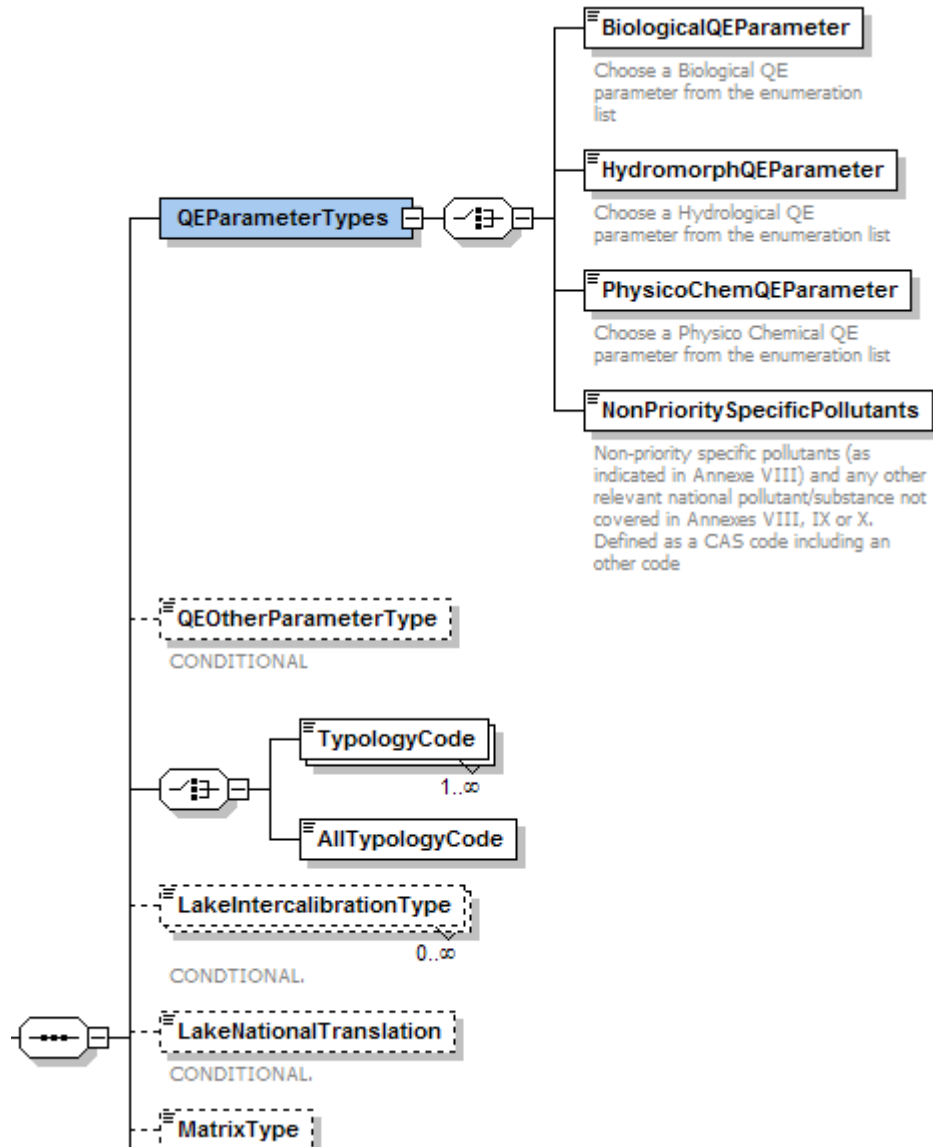 BiologicalQEParameter
Choose a Biological QE
parameter from the enumeration
list
HydromorphQEParameter
Choose a Hydrological QE
parameter from the enumeration list
QEParameterTypes
PhysicoChemQEParameter
Choose a Physico Chemical QE
parameter from the enumeration list
NonPrioritySpecificPollutants
Non-priority specific pollutants (as
indicated in Annexe VIII) and any other
relevant national pollutant/substance not
covered in Annexes VIII, IX or X.
Defined as a CAS code including an
other code
QEOtherParameterType
CONDITIONAL
TypologyCode
1..∞
AllTypologyCode
LakeIntercalibrationType
0..∞
CONDTIONAL.
LakeNationalTranslation
CONDITIONAL.
MatrixType